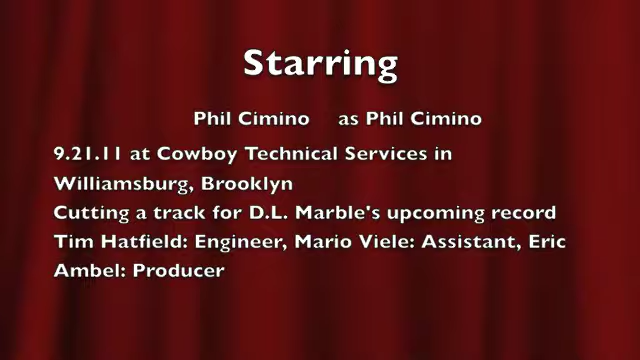 Starring
Phil Cimino as Phil Cimino
9.21.11 at Cowboy Technical Services in
Williamsburg, Brooklyn
Cutting a track for D.L. Marble's upcoming record
Tim Hatfield: Engineer, Mario Viele: Assistant, Eric
Ambel: Producer